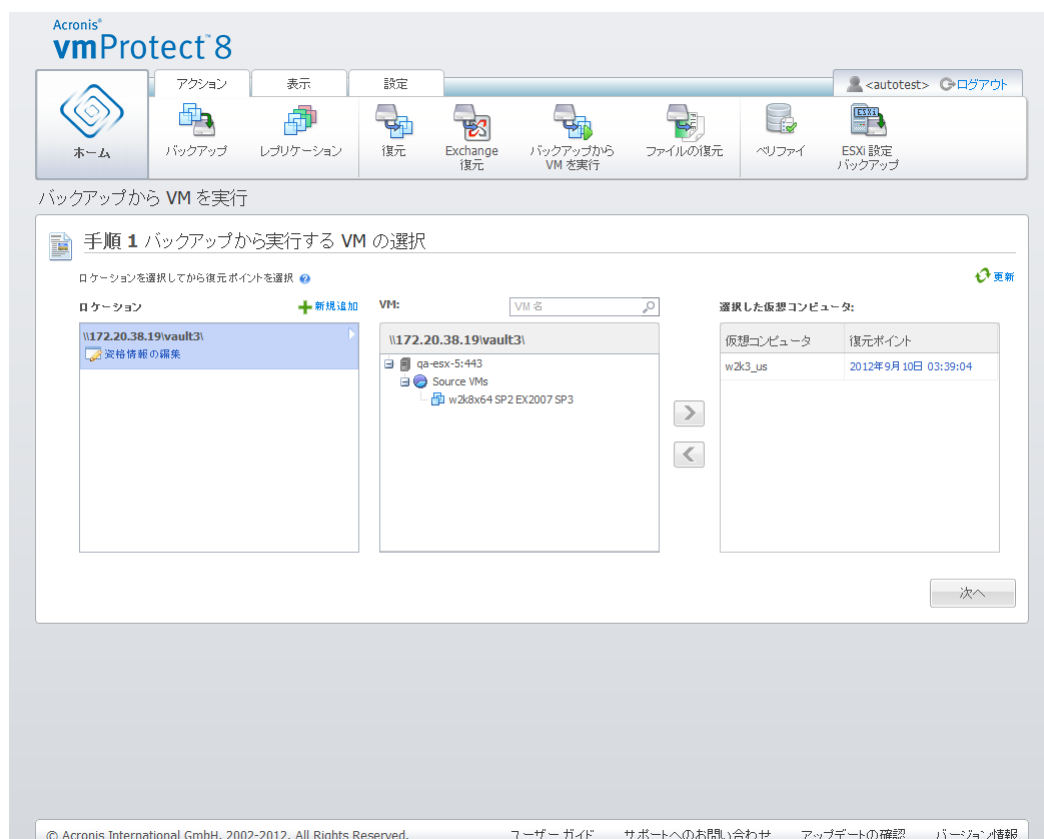 Acronis®
vmProtect™ 8
アクション
表示
設定
<autotest>
ログアウト
ホーム
バックアップ
レプリケーション
復元
Exchange
復元
バックアップから
VM を実行
ファイルの復元
ベリファイ
ESXi
ESXi 設定
バックアップ
バックアップから VM を実行
手順 1 バックアップから実行する VM の選択
ロケーションを選択してから復元ポイントを選択
更新
ロケーション
新規追加
VM:
VM 名
選択した仮想コンピュータ:
\\172.20.38.19\vault3\
資格情報の編集
\\172.20.38.19\vault3\
qa-esx-5:443
Source VMs
w2k8x64 SP2 EX2007 SP3
仮想コンピュータ
復元ポイント
w2k3_us
2012年9月10日 03:39:04
次へ
© Acronis International GmbH, 2002-2012. All Rights Reserved.
ユーザー ガイド
サポートへのお問い合わせ
アップデートの確認
バージョン情報